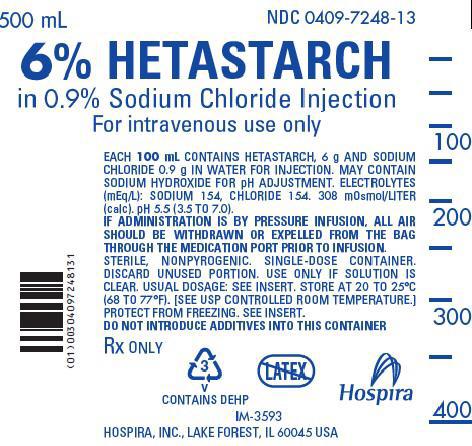 500 mL
NDC 0409-7248-13
6% HETASTARCH
in 0.9% Sodium Chloride Injection
For intravenous use only
EACH 100 mL CONTAINS HETASTARCH, 6 g AND SODIUM
CHLORIDE 0.9 g IN WATER FOR INJECTION. MAY CONTAIN
SODIUM HYDROXIDE FOR pH ADJUSTMENT. ELECTROLYTES
(mEq/L): SODIUM 154, CHLORIDE 154. 308 mOsmol/LITER
(calc). pH 5.5 (3.5 TO 7.0).
IF ADMINISTRATION IS BY PRESSURE INFUSION, ALL AIR
SHOULD BE WITHDRAWN OR EXPELLED FROM THE BAG
THROUGH THE MEDICATION PORT PRIOR TO INFUSION.
STERILE, NONPYROGENIC. SINGLE-DOSE CONTAINER.
DISCARD UNUSED PORTION. USE ONLY IF SOLUTION IS
CLEAR. USUAL DOSAGE: SEE INSERT. STORE AT 20 TO 25°C
(68 TO 77°F). [SEE USP CONTROLLED ROOM TEMPERATURE.]
PROTECT FROM FREEZING. SEE INSERT.
DO NOT INTRODUCE ADDITIVES INTO THIS CONTAINER
(01)00304097248131
Rx ONLY
3
V
CONTAINS DEHP
LATEX
Hospira
IM-3593
HOSPIRA, INC., LAKE FOREST, IL 60045 USA
100
200
300
400